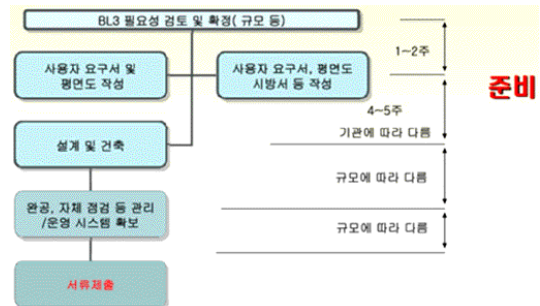 BL3 필요성 검토 및 확정( 규모 등)
1~2주
사용자 요구서 및
평면도 작성
사용자 요구서, 평면도
시방서 등 작성
준비
4~5주
기관에 따라 다름
설계 및 건축
규모에 따라 다름
완공, 자체 점검 등 관리
/운영 시스템 확보
규모에 따라 다름
서류제출